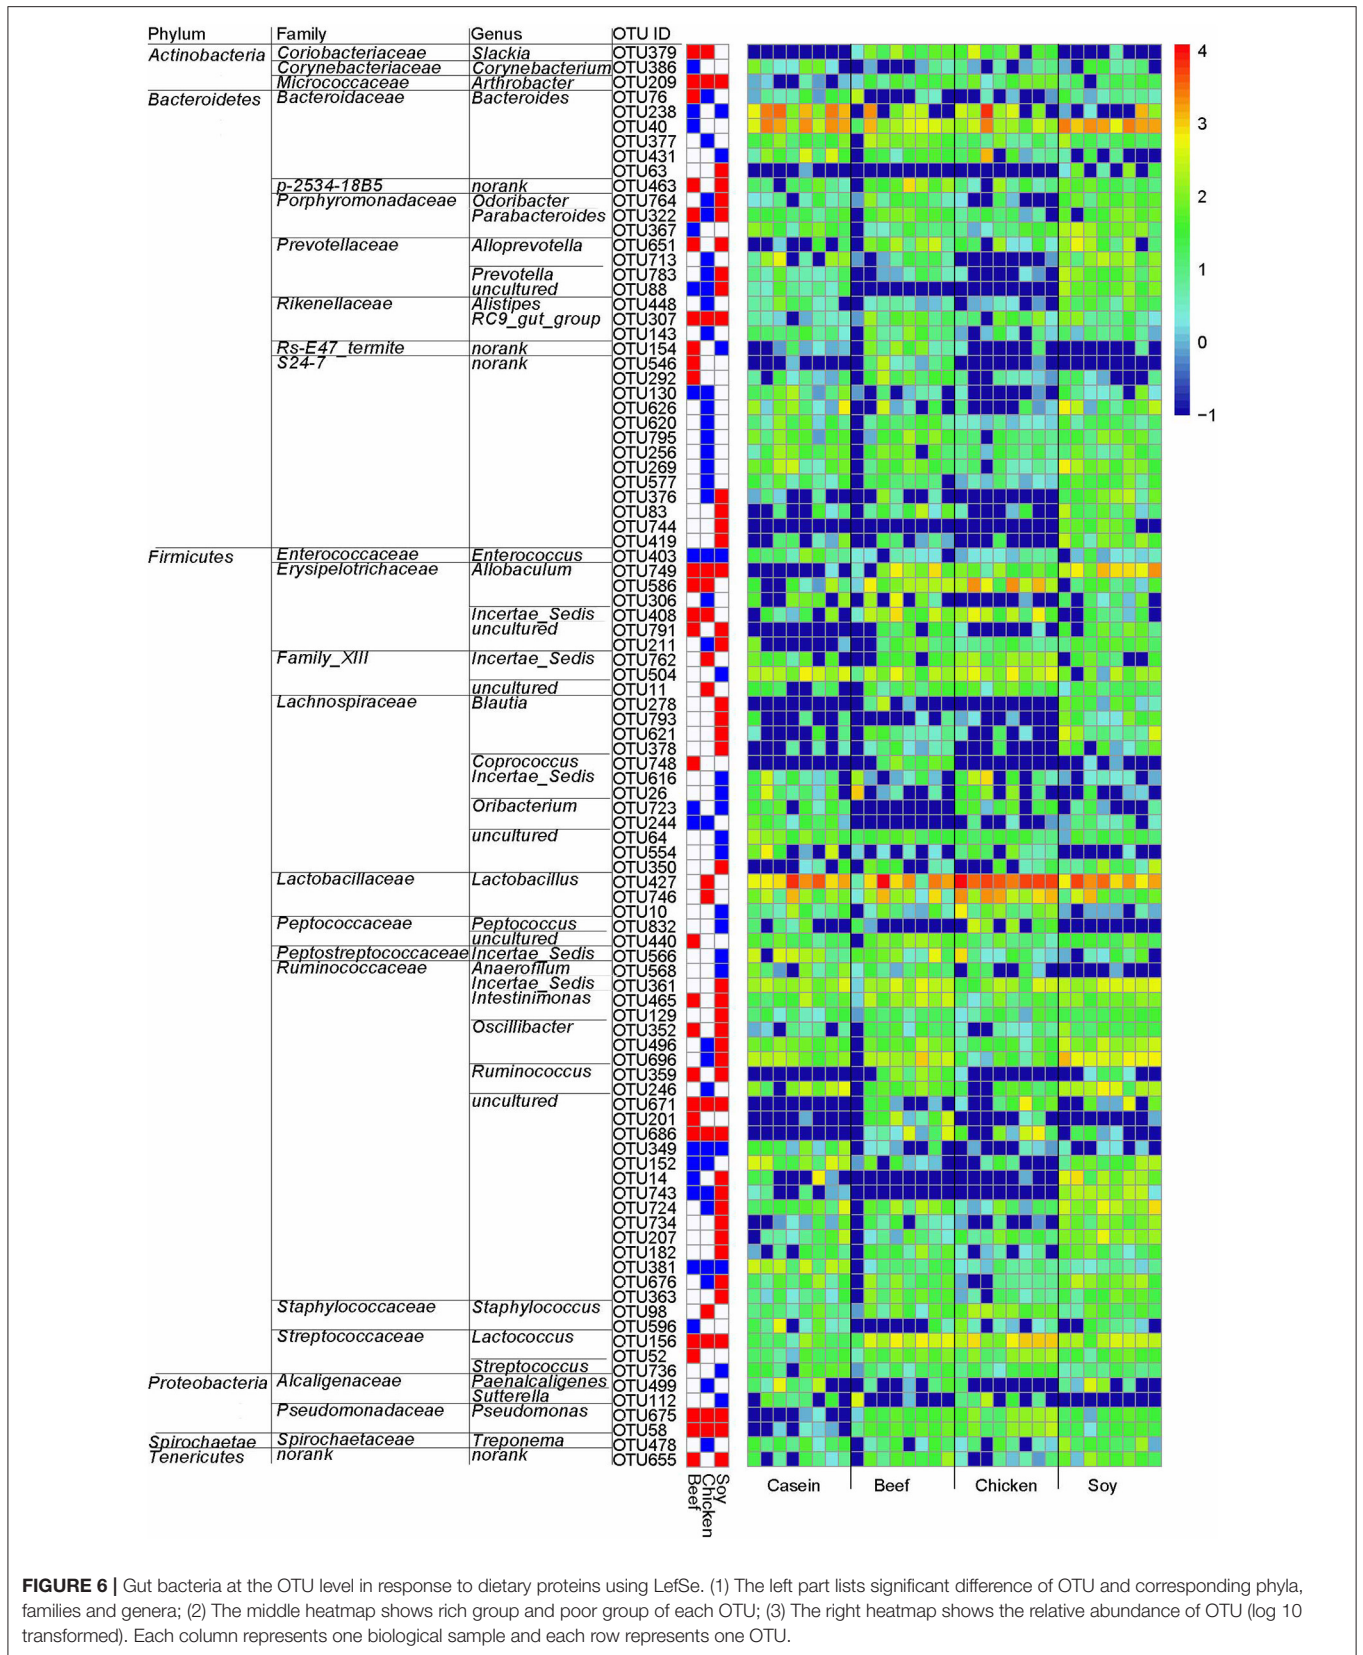 Phylum Family Genus OTU ID
Actinobacteria Coriobacteriaceae Slackia OTU379
Corynebacteriaceae Corynebacterium OTU386
Micrococcaceae Arthrobacter OTU209
Bacteroidetes Bacteroidaceae Bacteroides OTU76
OTU238
OTU40
OTU377
OTU431
OTU63
p-2534-18B5 norank OTU463
Porphyromonadaceae Odoribacter OTU764
Parabacteroides OTU322
OTU367
Prevotellaceae Alloprevotella OTU651
OTU713
Prevotella OTU783
uncultured OTU88
Rikenellaceae Alistipes OTU448
RC9_gut_group OTU307
OTU143
Rs-E47_termite norank OTU154
S24-7 norank OTU546
OTU292
OTU130
OTU626
OTU620
OTU795
OTU256
OTU269
OTU577
OTU376
OTU83
OTU744
OTU419
Firmicutes Enterococcaceae Enterococcus OTU403
Erysipelotrichaceae Allobaculum OTU749
OTU586
OTU306
Incertae_Sedis OTU408
uncultured OTU791
OTU211
Family_XIII Incertae_Sedis OTU762
OTU504
uncultured OTU11
Lachnospiraceae Blautia OTU278
OTU793
OTU621
OTU378
Coprococcus OTU748
Incertae_Sedis OTU616
OTU26
Oribacterium OTU723
OTU244
uncultured OTU64
OTU554
OTU350
Lactobacillaceae Lactobacillus OTU427
OTU746
OTU10
Peptococcaceae Peptococcus OTU832
uncultured OTU440
Peptostreptococcaceae Incertae_Sedis OTU566
Ruminococcaceae Anaerofilum OTU568
Incertae_Sedis OTU361
Intestinimonas OTU465
OTU129
Oscillibacter OTU352
OTU496
OTU696
Ruminococcus OTU359
OTU246
uncultured OTU671
OTU201
OTU686
OTU349
OTU152
OTU14
OTU743
OTU724
OTU734
OTU207
OTU182
OTU381
OTU676
OTU363
Staphylococcaceae Staphylococcus OTU98
OTU596
Streptococcaceae Lactococcus OTU156
OTU52
Streptococcus OTU736
Proteobacteria Alcaligenaceae Paenalcaligenes OTU499
Sutterella OTU112
Pseudomonadaceae Pseudomonas OTU675
OTU58
Spirochaetae Spirochaetaceae Treponema OTU478
Tenericutes norank norank OTU655
Beef
Chicken
Soy
Casein Beef Chicken Soy
4
3
2
1
0
−1
FIGURE 6 | Gut bacteria at the OTU level in response to dietary proteins using LefSe. (1) The left part lists significant difference of OTU and corresponding phyla,
families and genera; (2) The middle heatmap shows rich group and poor group of each OTU; (3) The right heatmap shows the relative abundance of OTU (log 10
transformed). Each column represents one biological sample and each row represents one OTU.